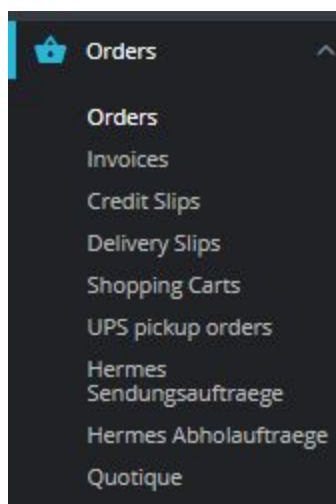 Orders
Orders
Invoices
Credit Slips
Delivery Slips
Shopping Carts
UPS pickup orders
Hermes
Sendungsauftraege
Hermes Abholauftraege
Quotique